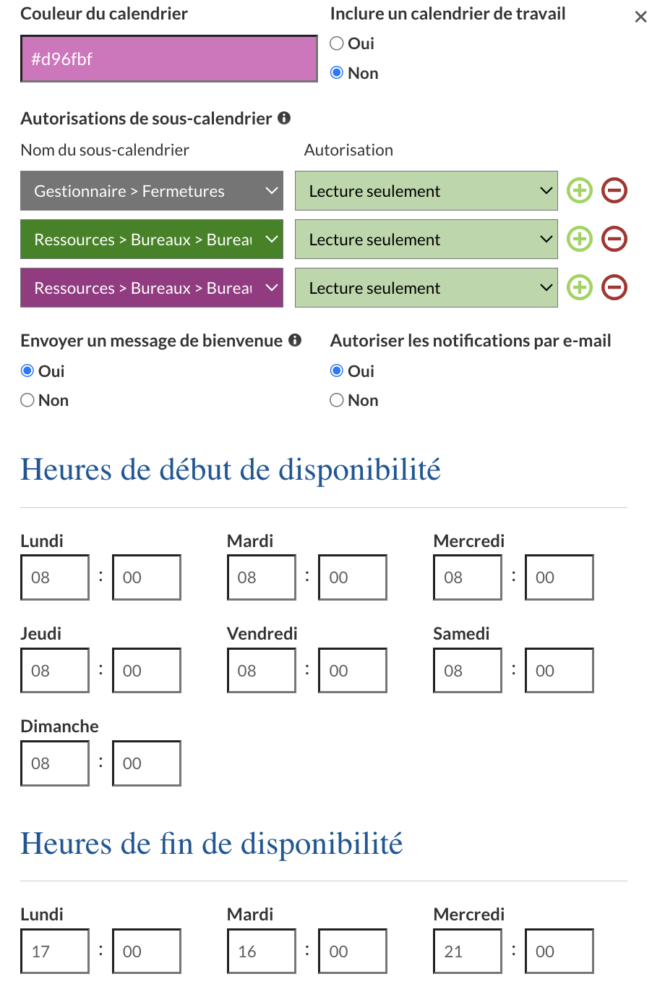 Couleur du calendrier
Inclure un calendrier de travail
#d96fbf
Oui
Non
Autorisations de sous-calendrier
Nom du sous-calendrier
Autorisation
Gestionnaire > Fermetures
Lecture seulement
Ressources > Bureaux > Bureau
Lecture seulement
Ressources > Bureaux > Bureau
Lecture seulement
Envoyer un message de bienvenue
Oui
Non
Autoriser les notifications par e-mail
Oui
Non
Heures de début de disponibilité
Lundi
08 : 00
Mardi
08 : 00
Mercredi
08 : 00
Jeudi
08 : 00
Vendredi
08 : 00
Samedi
08 : 00
Dimanche
08 : 00
Heures de fin de disponibilité
Lundi
17 : 00
Mardi
16 : 00
Mercredi
21 : 00